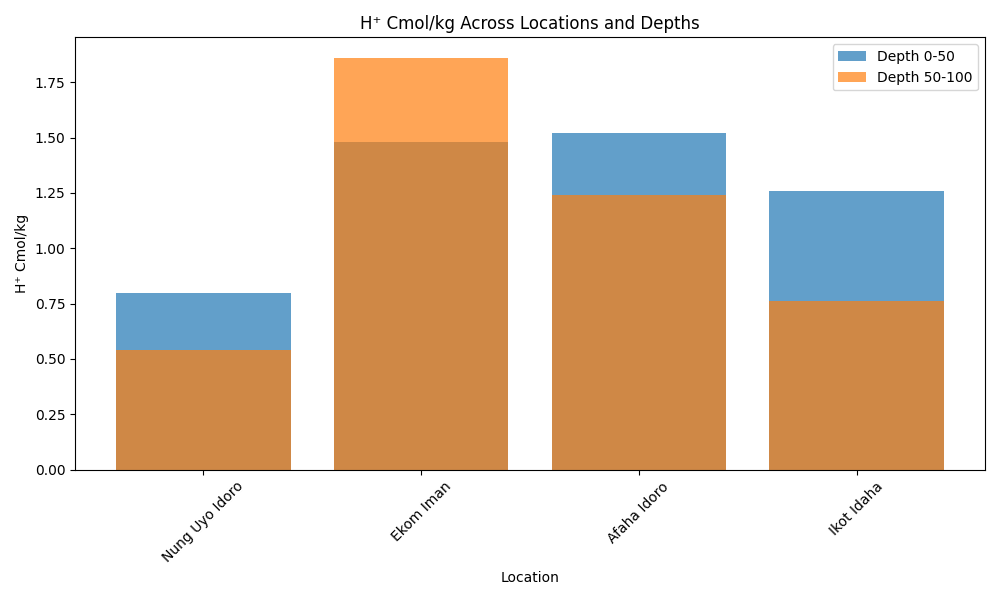 H⁺ Cmol/kg Across Locations and Depths
Depth 0-50
Depth 50-100
H⁺ Cmol/kg
1.75
1.50
1.25
1.00
0.75
0.50
0.25
0.00
Nung Uyo Idoro
Ekom Iman
Afaha Idoro
Ikot Idaha
Location